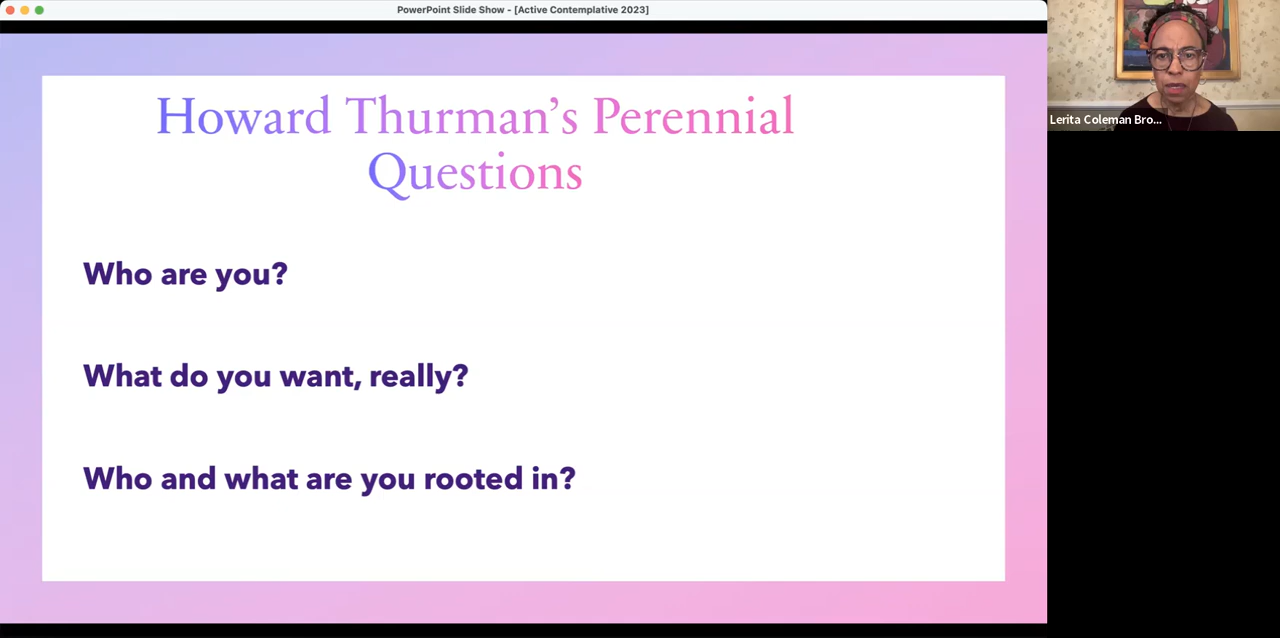 PowerPoint Slide Show - [Active Contemplative 2023]
Howard Thurman’s Perennial
Questions
Who are you?
What do you want, really?
Who and what are you rooted in?
Lerita Coleman Bro...